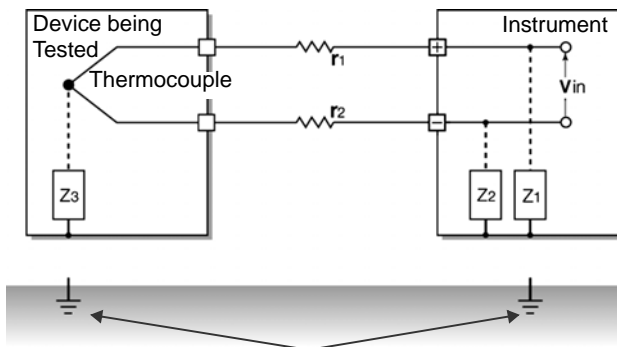 Device being
Tested
Thermocouple
Z3
r1
r2
+
−
Instrument
Vin
Z2
Z1